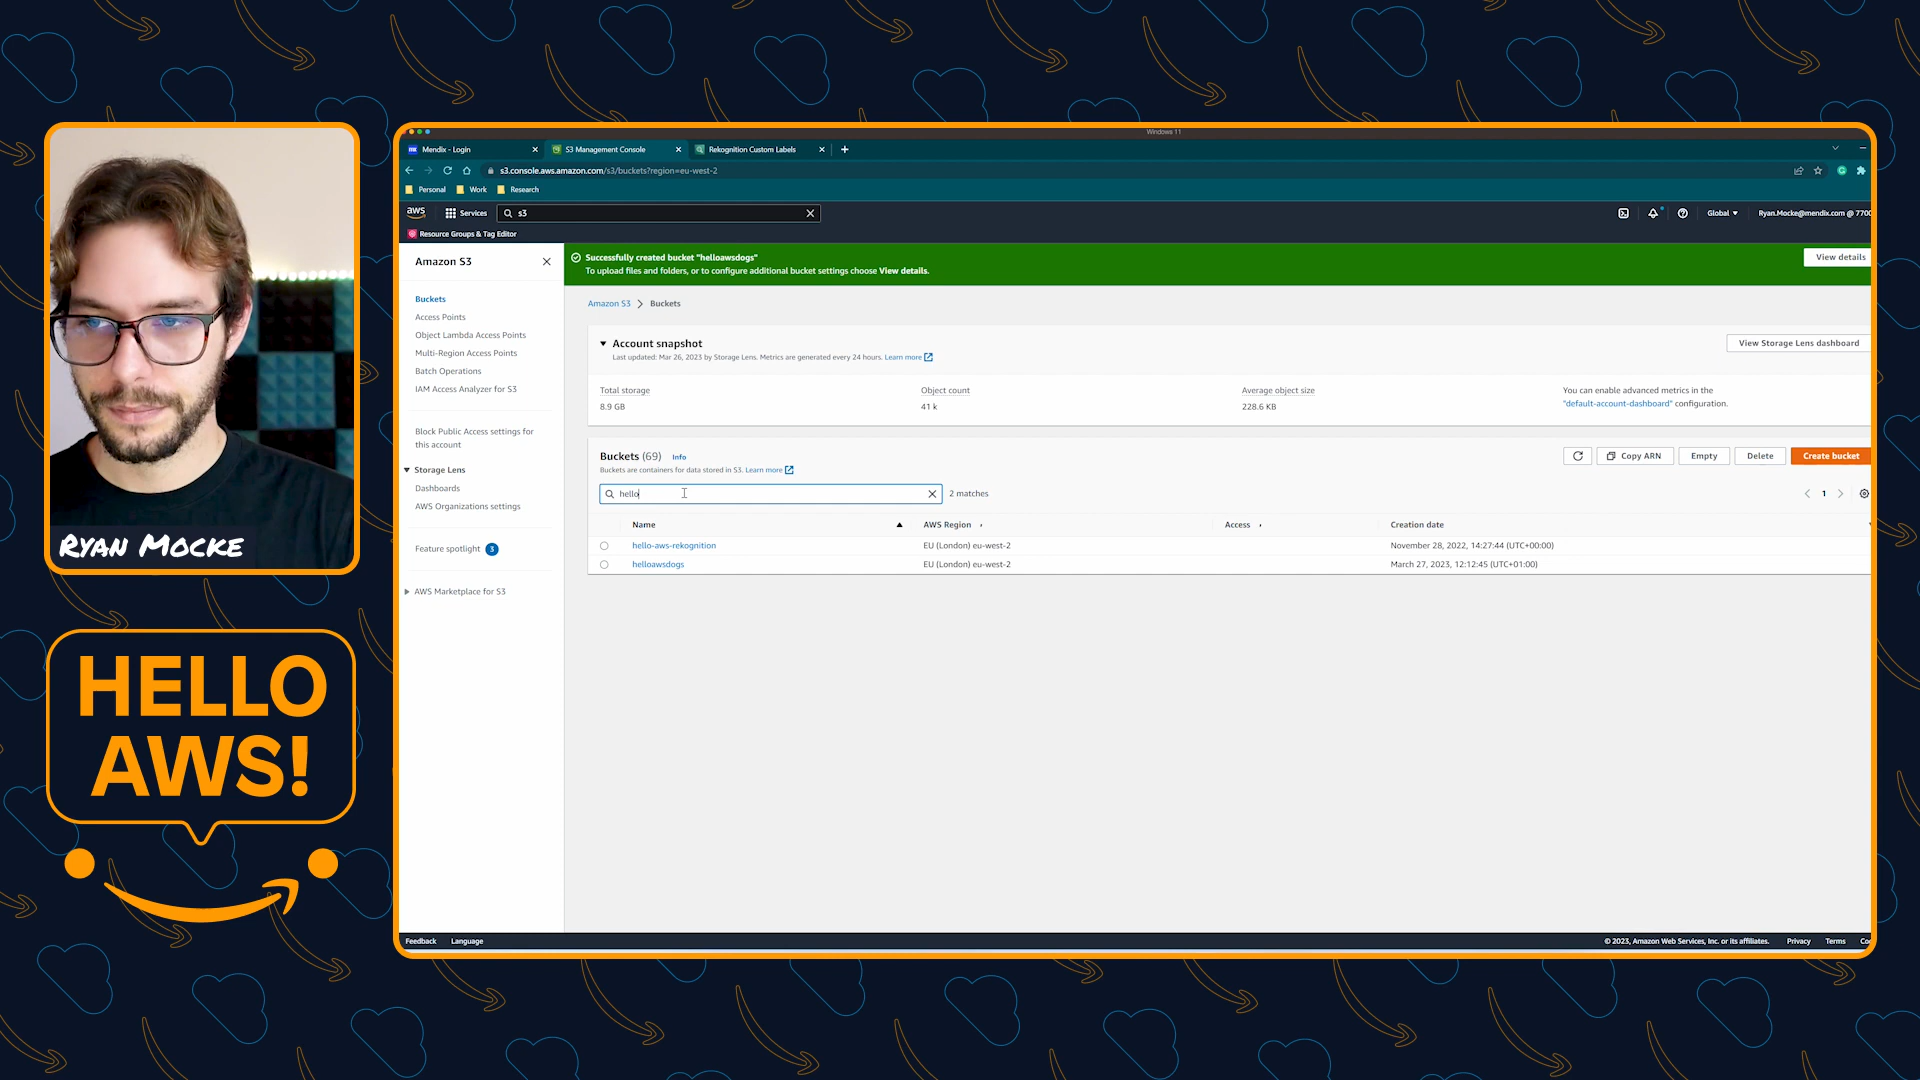 Windows 11
mx Mendix - Login
S3 Management Console
Rekognition Custom Labels
s3.console.aws.amazon.com/s3/buckets?region=eu-west-2
Personal
Work
Research
aws
Services
s3
Global
Ryan.Mocke@mendix.com @ 7700
Resource Groups & Tag Editor
Amazon S3
Buckets
Access Points
Object Lambda Access Points
Multi-Region Access Points
Batch Operations
IAM Access Analyzer for S3
Block Public Access settings for
this account
Storage Lens
Dashboards
AWS Organizations settings
Feature spotlight 3
AWS Marketplace for S3
Successfully created bucket "helloawsdogs"
To upload files and folders, or to configure additional bucket settings choose View details.
View details
Amazon S3 > Buckets
Account snapshot
Last updated: Mar 26, 2023 by Storage Lens. Metrics are generated every 24 hours. Learn more
View Storage Lens dashboard
Total storage
8.9 GB
Object count
41 k
Average object size
228.6 KB
You can enable advanced metrics in the
"default-account-dashboard" configuration.
Buckets (69) Info
Buckets are containers for data stored in S3. Learn more
Copy ARN
Empty
Delete
Create bucket
hello
2 matches
1
Name
AWS Region
Access
Creation date
hello-aws-rekognition
EU (London) eu-west-2
November 28, 2022, 14:27:44 (UTC+00:00)
helloawsdogs
EU (London) eu-west-2
March 27, 2023, 12:12:45 (UTC+01:00)
Feedback
Language
© 2023, Amazon Web Services, Inc. or its affiliates.
Privacy
Terms
Coo
Ryan Mocke
HELLO
AWS!